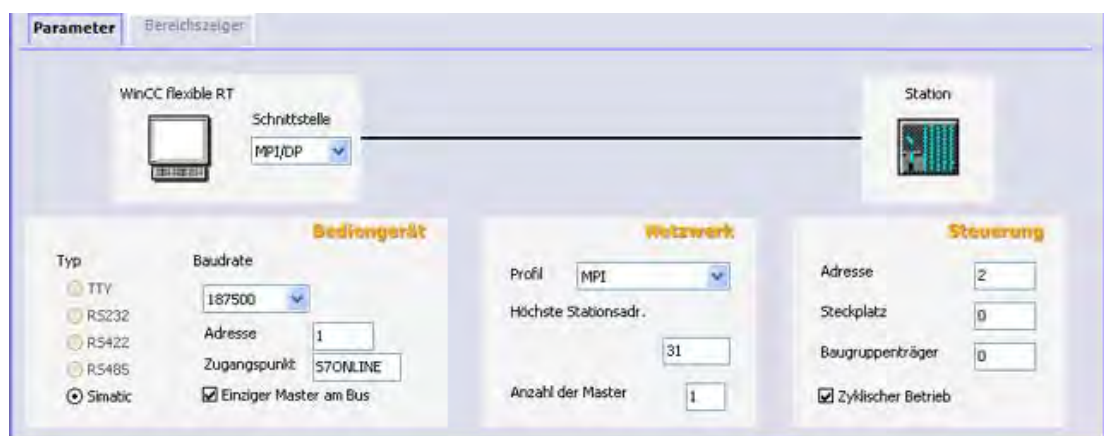 Parameter
Bereichszeiger
WinCC flexible RT
Schnittstelle
MPI/DP
Station
Bediengerät
Typ
TTY
RS232
RS422
RS485
Simatic
Baudrate
187500
Adresse 1
Zugangspunkt S7ONLINE
Einziger Master am Bus
Netzwerk
Profil MPI
Höchste Stationsadr.
31
Anzahl der Master 1
Steuerung
Adresse 2
Steckplatz 0
Baugruppenträger 0
Zyklischer Betrieb